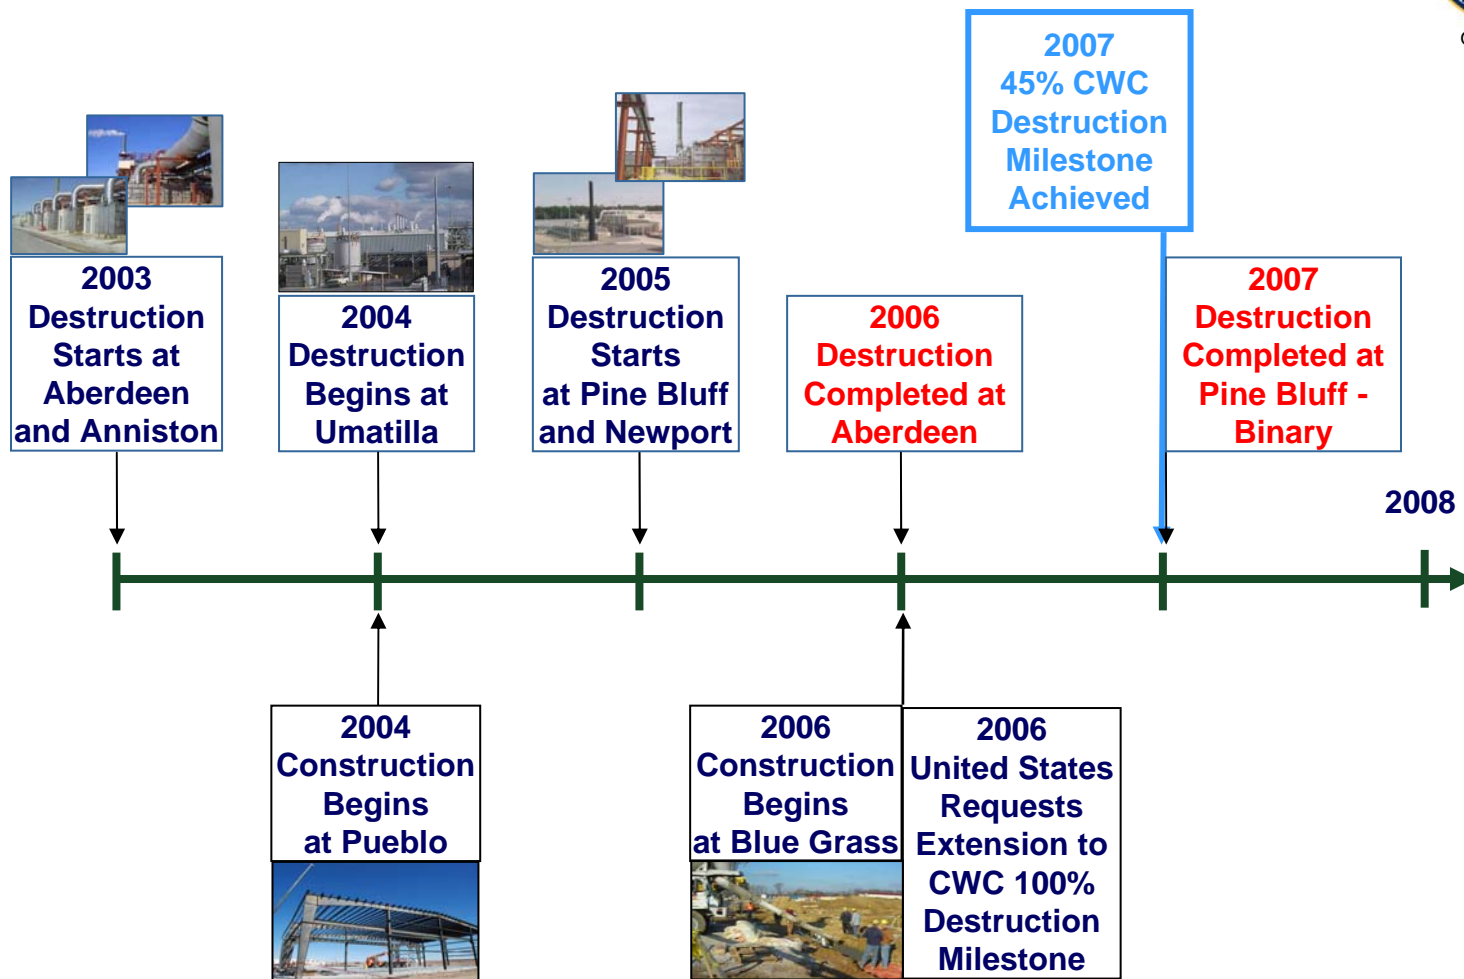 2007
45% CWC
Destruction
Milestone
Achieved
2003
Destruction
Starts at
Aberdeen
and Anniston
2004
Destruction
Begins at
Umatilla
2005
Destruction
Starts
at Pine Bluff
and Newport
2006
Destruction
Completed at
Aberdeen
2007
Destruction
Completed at
Pine Bluff -
Binary
2008
2004
Construction
Begins
at Pueblo
2006
Construction
Begins
at Blue Grass
2006
United States
Requests
Extension to
CWC 100%
Destruction
Milestone